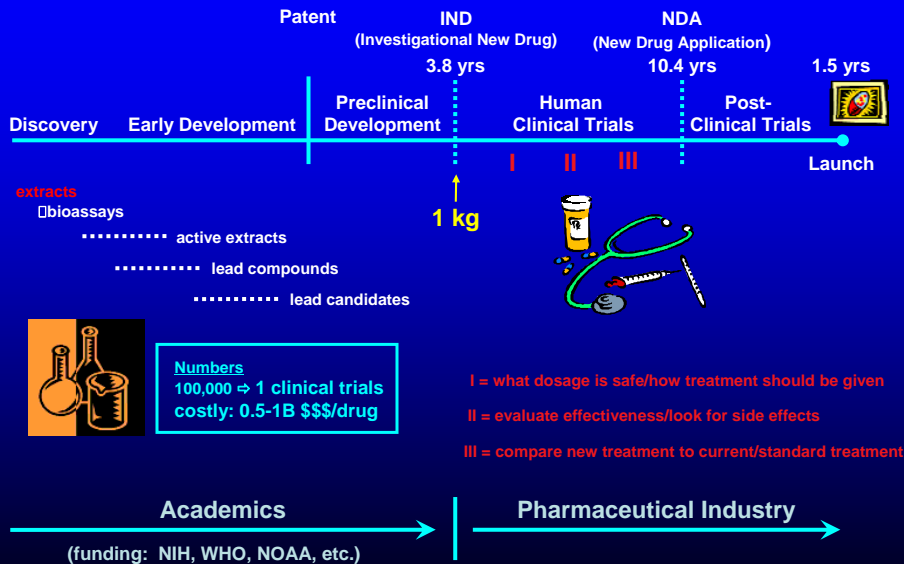 Patent
IND
(Investigational New Drug)
3.8 yrs
NDA
(New Drug Application)
10.4 yrs
1.5 yrs
Discovery
Early Development
Preclinical
Development
Human
Clinical Trials
Post-
Clinical Trials
I
II
III
Launch
extracts
▯bioassays
active extracts
lead compounds
lead candidates
1 kg
Numbers
100,000 ⇨ 1 clinical trials
costly: 0.5-1B $$$/drug
I = what dosage is safe/how treatment should be given
II = evaluate effectiveness/look for side effects
III = compare new treatment to current/standard treatment
Academics
(funding: NIH, WHO, NOAA, etc.)
Pharmaceutical Industry